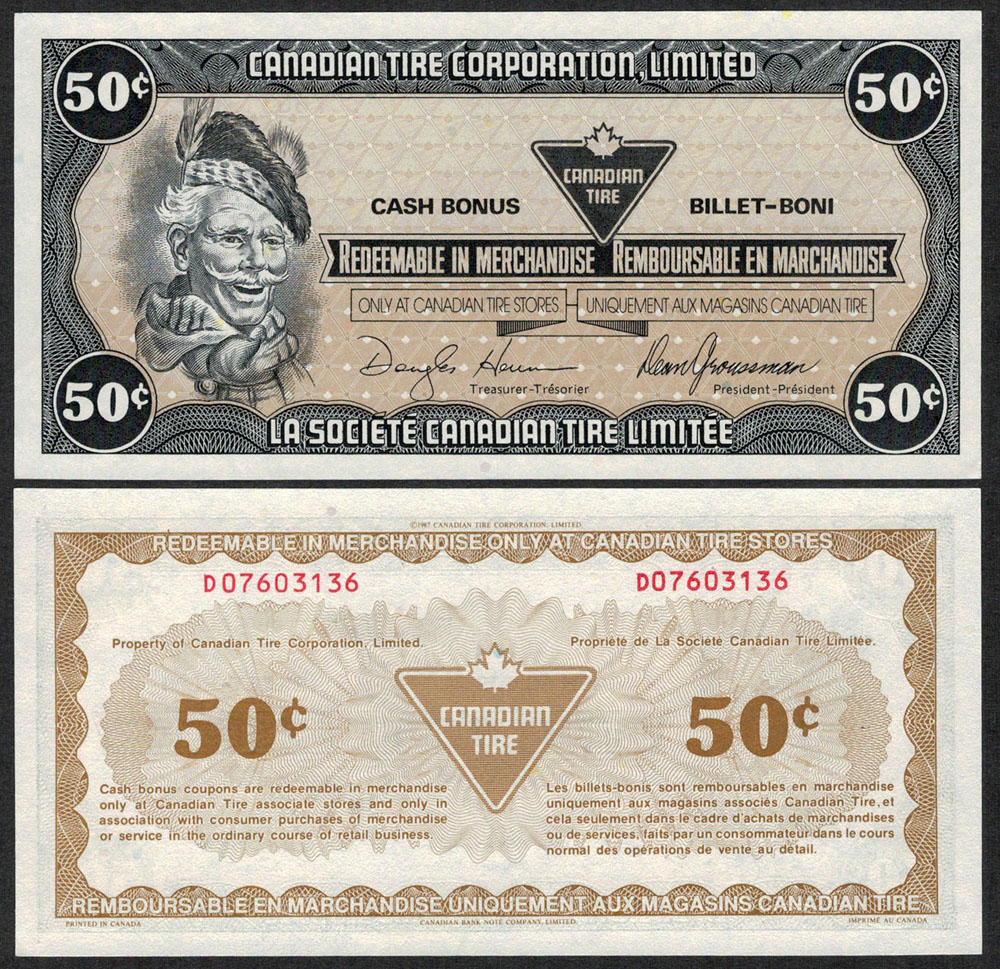 50¢ CANADIAN TIRE CORPORATION, LIMITED 50¢
CANADIAN
TIRE
CASH BONUS BILLET-BONI
REDEEMABLE IN MERCHANDISE REMBOURSABLE EN MARCHANDISE
ONLY AT CANADIAN TIRE STORES UNIQUEMENT AUX MAGASINS CANADIAN TIRE
Dean Groussman
Treasurer-Trésorier President-Président
50¢ LA SOCIÉTÉ CANADIAN TIRE LIMITÉE 50¢
©1987 CANADIAN TIRE CORPORATION, LIMITED
REDEEMABLE IN MERCHANDISE ONLY AT CANADIAN TIRE STORES
D07603136 D07603136
Property of Canadian Tire Corporation, Limited. Propriété de La Société Canadian Tire Limitée.
50¢ CANADIAN 50¢
TIRE
Cash bonus coupons are redeemable in merchandise
only at Canadian Tire associate stores and only in
association with consumer purchases of merchandise
or service in the ordinary course of retail business.
Les billets-bonis sont remboursables en marchandise
uniquement aux magasins associés Canadian Tire, et
cela seulement dans le cadre d'achats de marchandises
ou de services, faits par un consommateur dans le cours
normal des opérations de vente au détail.
REMBOURSABLE EN MARCHANDISE UNIQUEMENT AUX MAGASINS CANADIAN TIRE
PRINTED IN CANADA CANADIAN BANK NOTE COMPANY, LIMITED. IMPRIMÉ AU CANADA